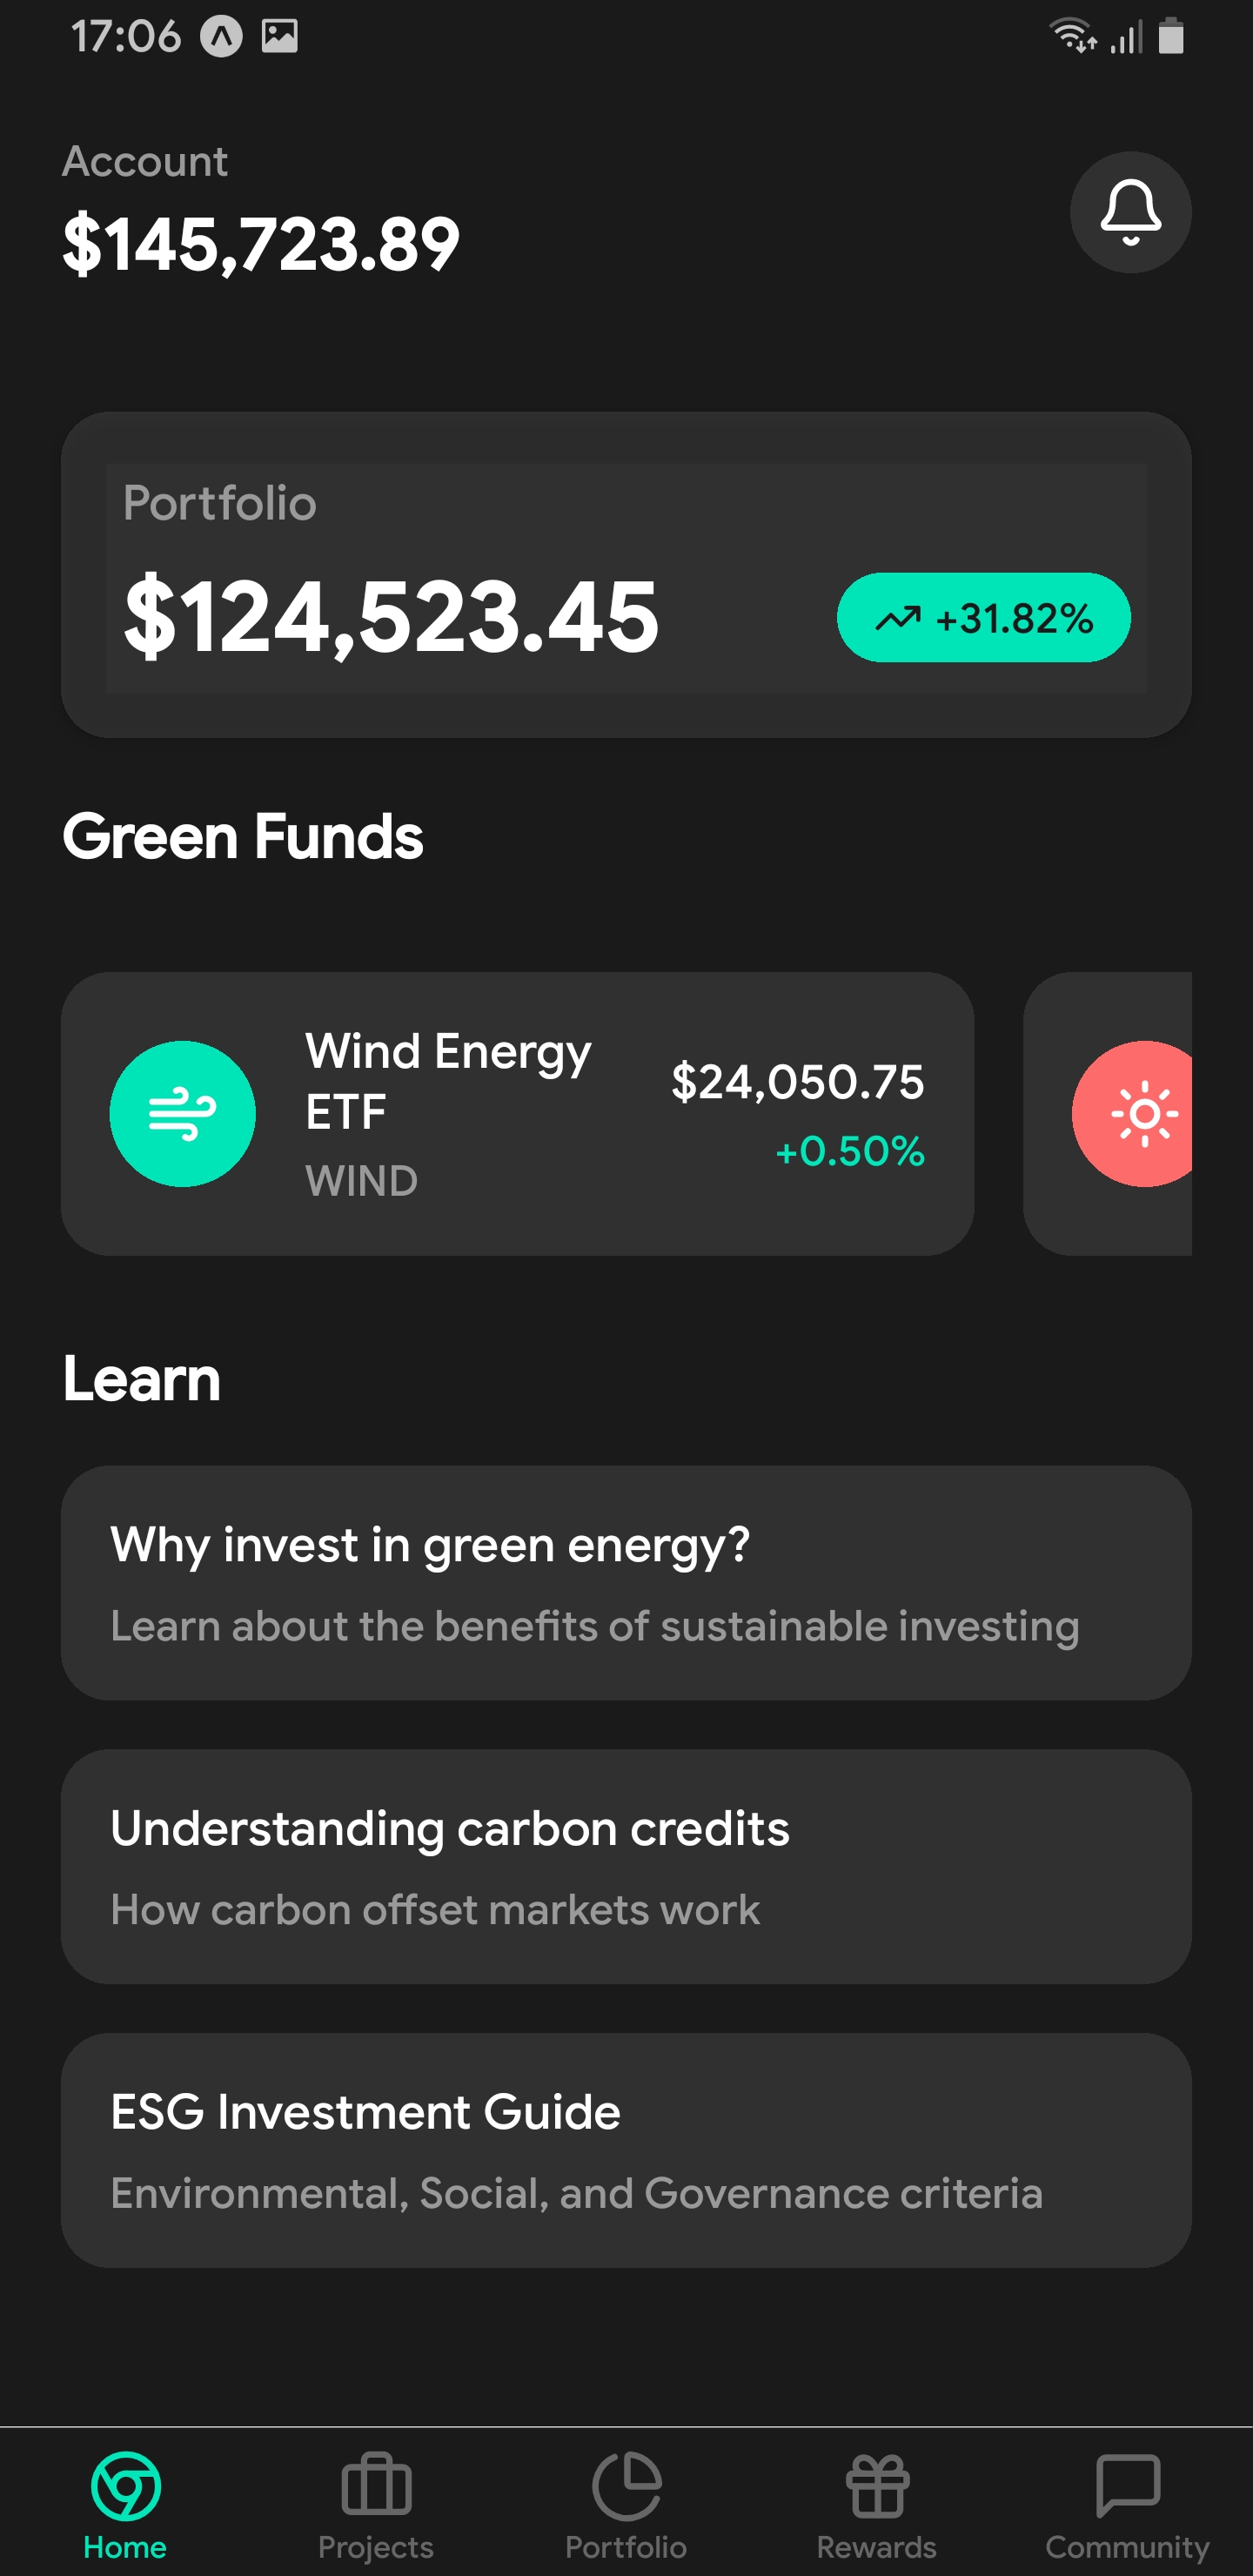 17:06
Account
$145,723.89
Portfolio
$124,523.45
+31.82%
Green Funds
Wind Energy
ETF
WIND
$24,050.75
+0.50%
Learn
Why invest in green energy?
Learn about the benefits of sustainable investing
Understanding carbon credits
How carbon offset markets work
ESG Investment Guide
Environmental, Social, and Governance criteria
Home
Projects
Portfolio
Rewards
Community